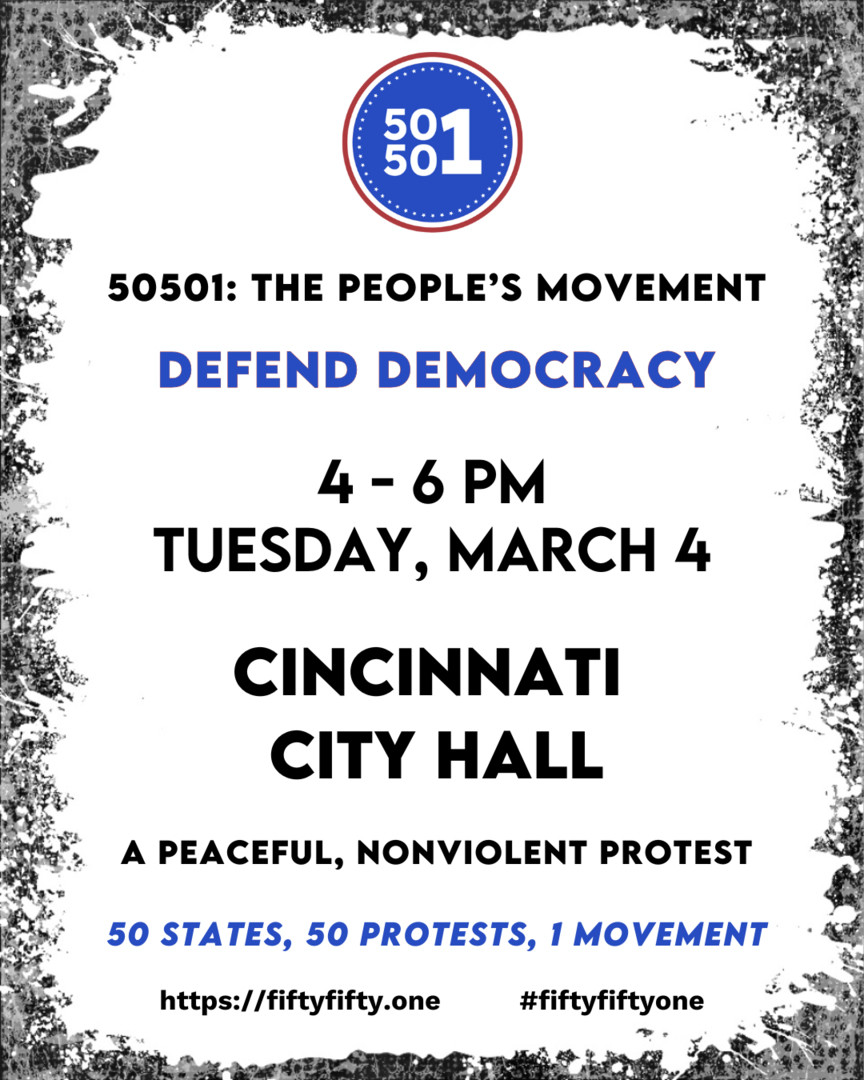 50
501
50501: THE PEOPLE’S MOVEMENT
DEFEND DEMOCRACY
4 - 6 PM
TUESDAY, MARCH 4
CINCINNATI
CITY HALL
A PEACEFUL, NONVIOLENT PROTEST
50 STATES, 50 PROTESTS, 1 MOVEMENT
https://fiftyfifty.one #fiftyfiftyone